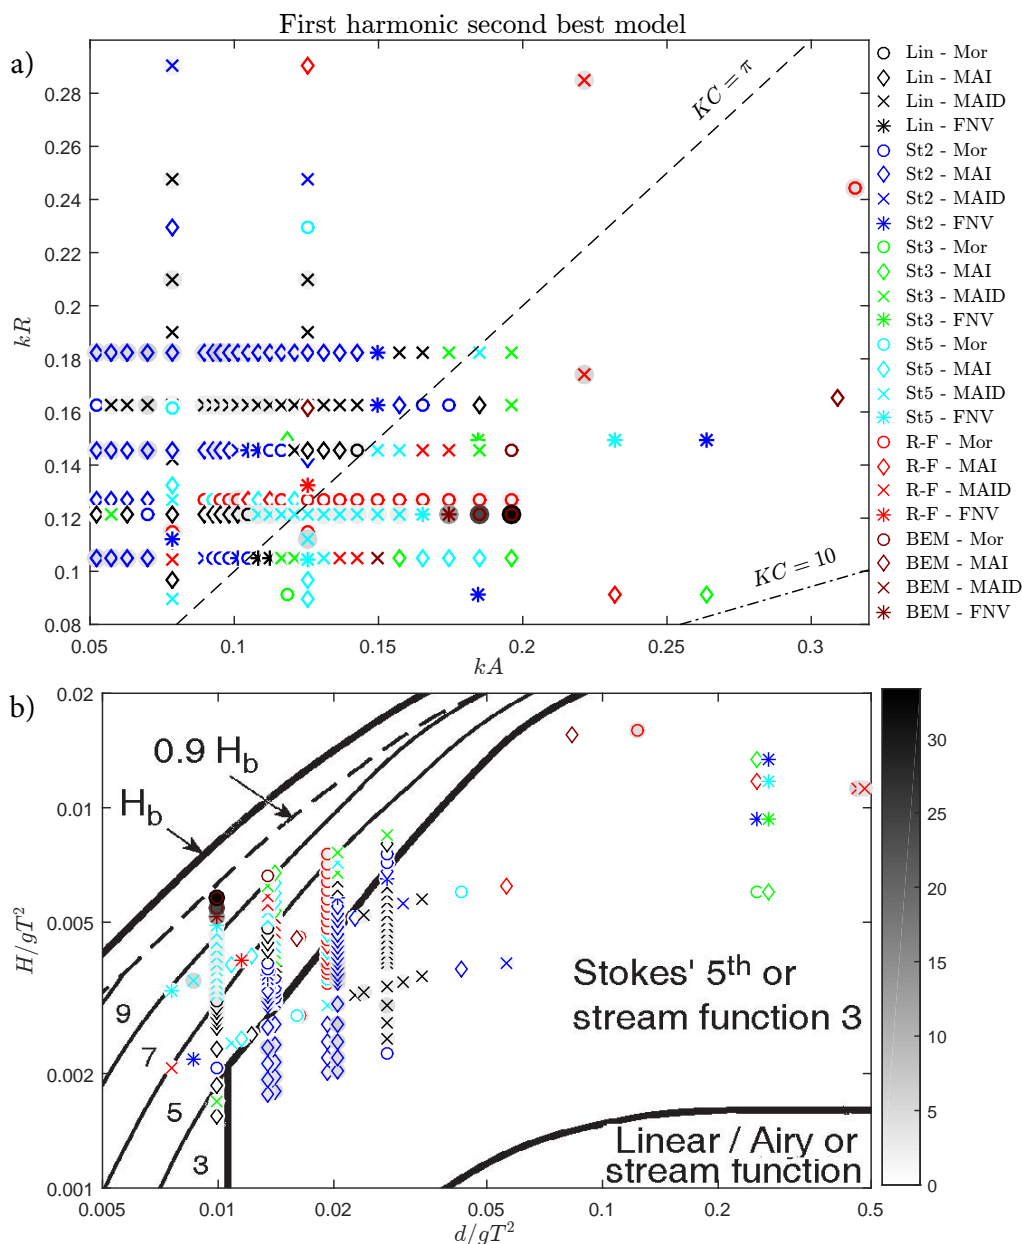 First harmonic second best model
a)
0.28
0.26
0.24
0.22
0.2
0.18
0.16
0.14
0.12
0.1
0.08
kR
0.05
0.1
0.15
0.2
0.25
0.3
kA
KC = π
KC = 10
Lin - Mor
Lin - MAI
Lin - MAID
Lin - FNV
St2 - Mor
St2 - MAI
St2 - MAID
St2 - FNV
St3 - Mor
St3 - MAI
St3 - MAID
St3 - FNV
St5 - Mor
St5 - MAI
St5 - MAID
St5 - FNV
R-F - Mor
R-F - MAI
R-F - MAID
R-F - FNV
BEM - Mor
BEM - MAI
BEM - MAID
BEM - FNV
b)
0.02
0.01
0.005
0.002
0.001
H/gT²
0.005
0.01
0.02
0.05
0.1
0.2
0.5
d/gT²
0.9 H_b
H_b
9
7
5
3
Stokes' 5th or
stream function 3
Linear / Airy or
stream function
30
25
20
15
10
5
0